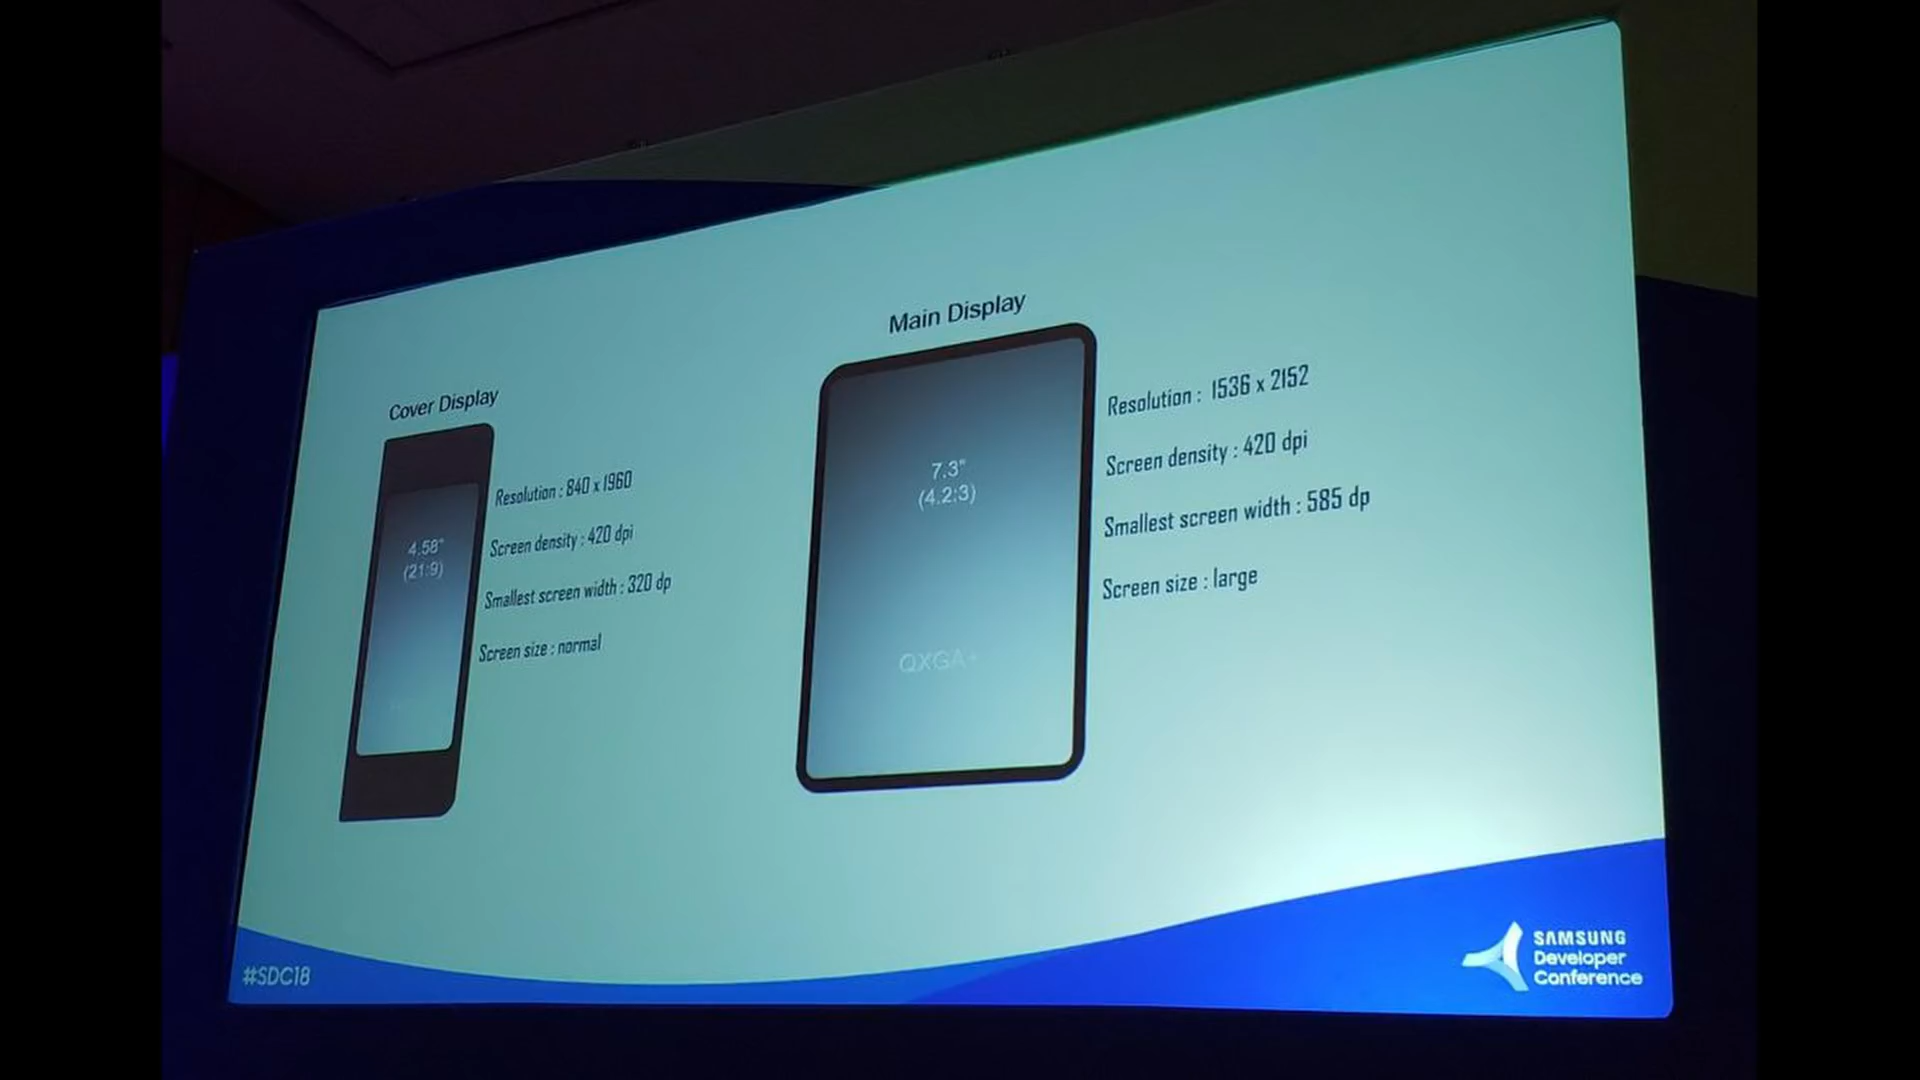 Cover Display
4.58"
(21:9)
Resolution : 840 x 1960
Screen density : 420 dpi
Smallest screen width : 320 dp
Screen size : normal
Main Display
7.3"
(4.2:3)
QXGA+
Resolution : 1536 x 2152
Screen density : 420 dpi
Smallest screen width : 585 dp
Screen size : large
#SDC18
SAMSUNG
Developer
Conference